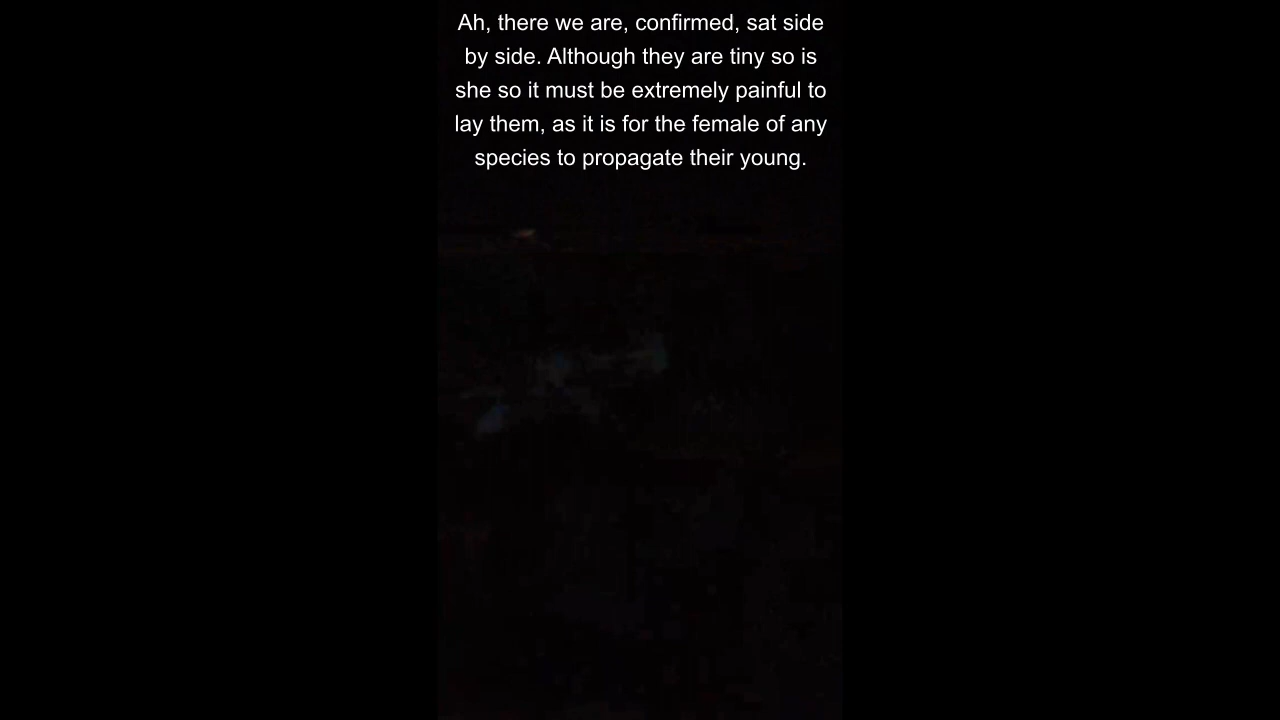 Ah, there we are, confirmed, sat side
by side. Although they are tiny so is
she so it must be extremely painful to
lay them, as it is for the female of any
species to propagate their young.